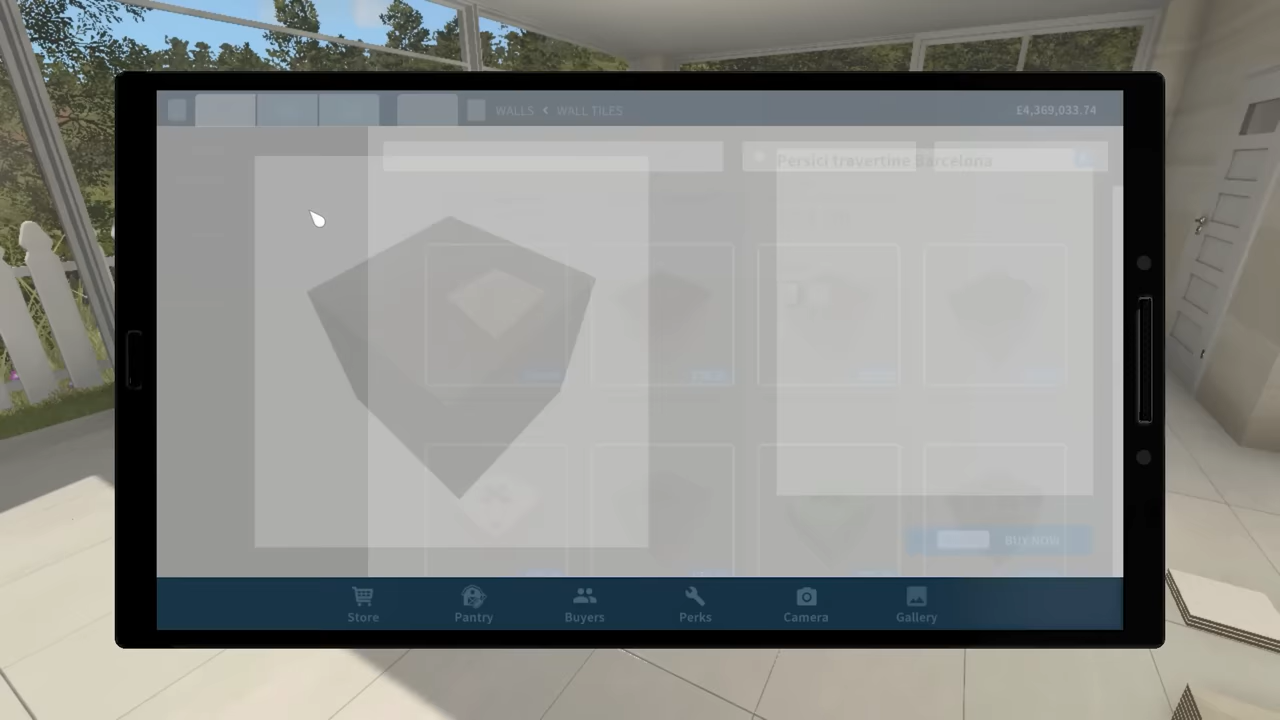 WALLS < WALL TILES
£4,369,033.74
Persici travertine Barcelona
BUY NOW
Store
Pantry
Buyers
Perks
Camera
Gallery